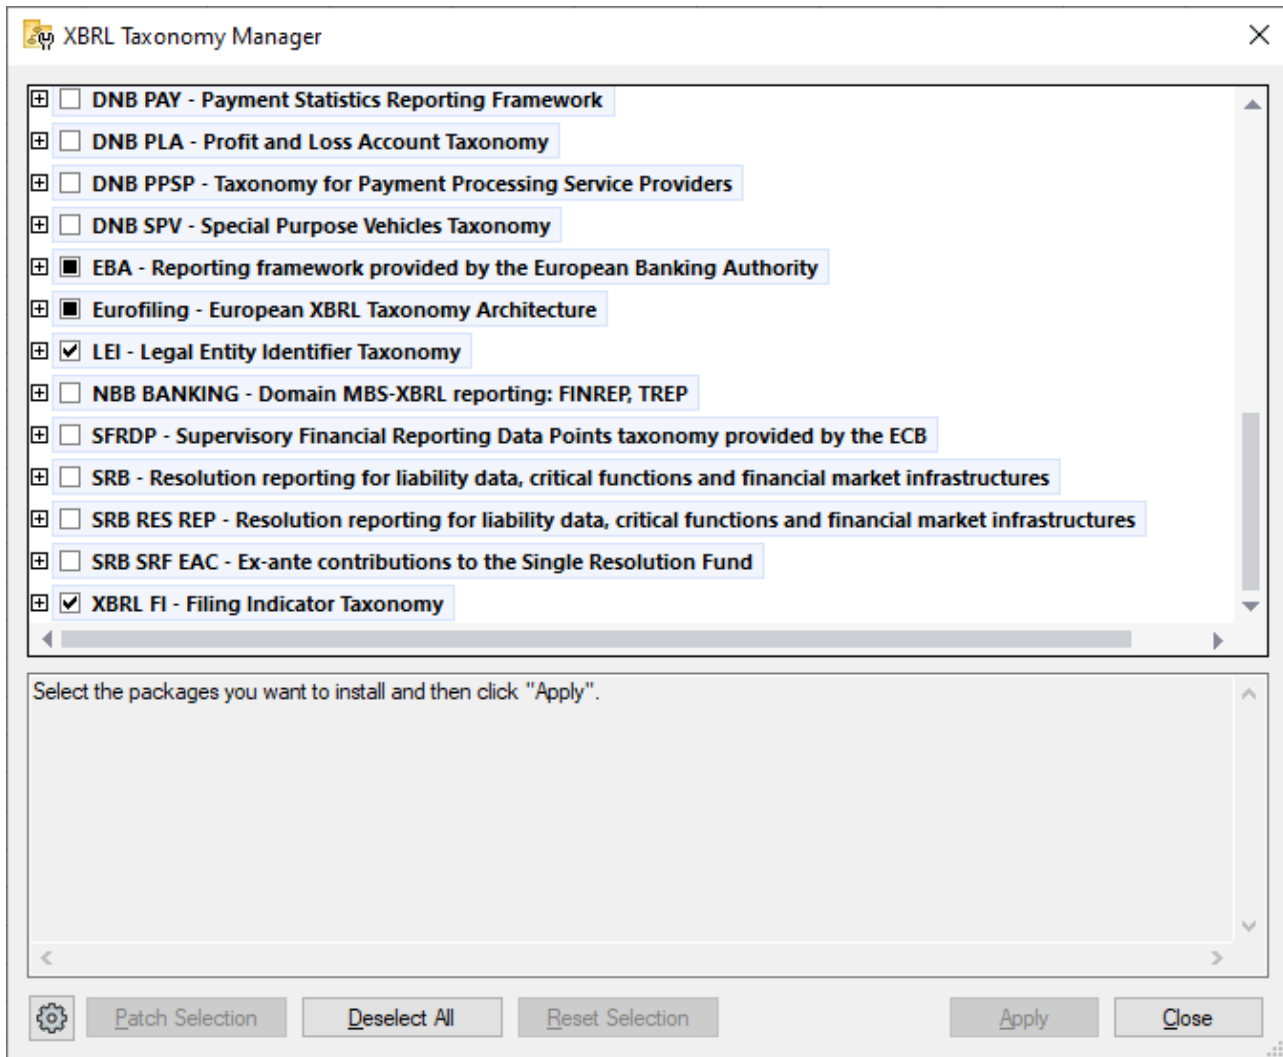 XBRL Taxonomy Manager
DNB PAY - Payment Statistics Reporting Framework
DNB PLA - Profit and Loss Account Taxonomy
DNB PPSP - Taxonomy for Payment Processing Service Providers
DNB SPV - Special Purpose Vehicles Taxonomy
EBA - Reporting framework provided by the European Banking Authority
Eurofiling - European XBRL Taxonomy Architecture
LEI - Legal Entity Identifier Taxonomy
NBB BANKING - Domain MBS-XBRL reporting: FINREP, TREP
SFRDP - Supervisory Financial Reporting Data Points taxonomy provided by the ECB
SRB - Resolution reporting for liability data, critical functions and financial market infrastructures
SRB RES REP - Resolution reporting for liability data, critical functions and financial market infrastructures
SRB SRF EAC - Ex-ante contributions to the Single Resolution Fund
XBRL FI - Filing Indicator Taxonomy
Select the packages you want to install and then click "Apply".
Patch Selection Deselect All Reset Selection Apply Close